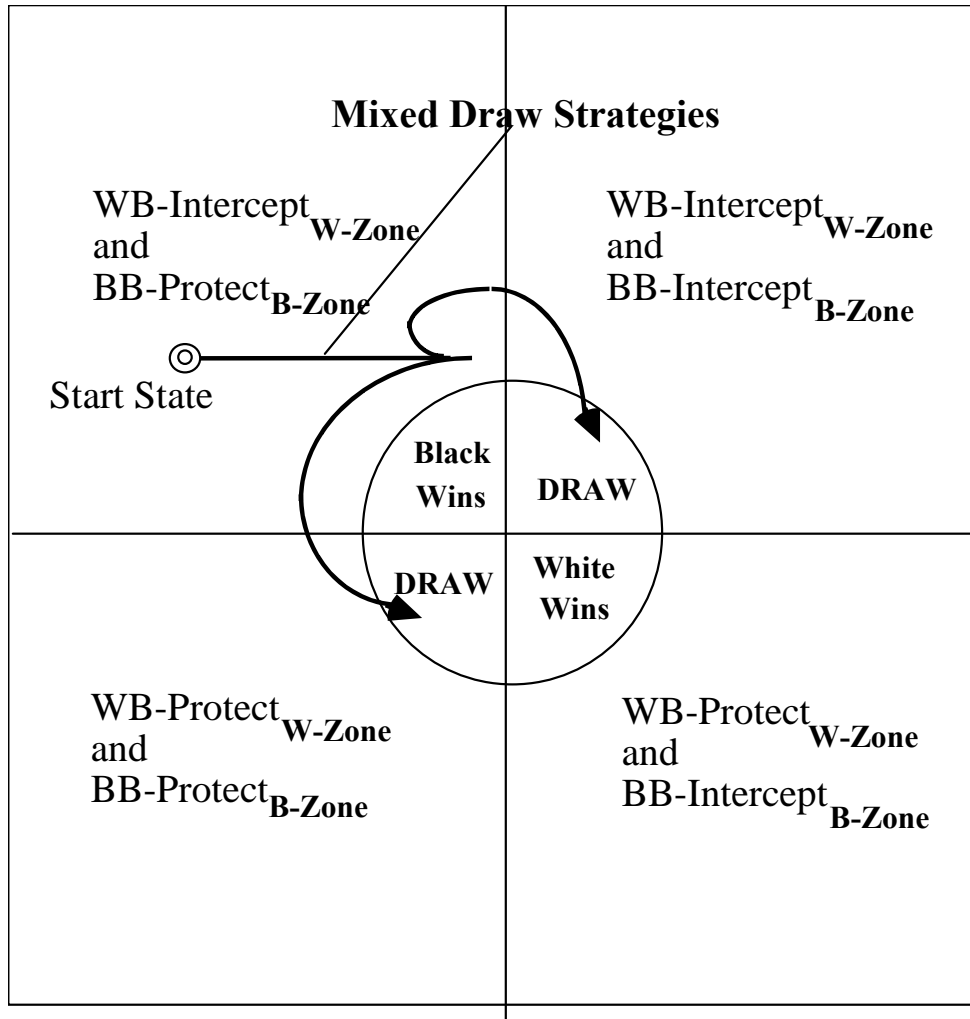 Mixed Draw Strategies
WB-Intercept W-Zone
and
BB-Protect B-Zone
WB-Intercept W-Zone
and
BB-Intercept B-Zone
Start State
Black
Wins
DRAW
DRAW
White
Wins
WB-Protect W-Zone
and
BB-Protect B-Zone
WB-Protect W-Zone
and
BB-Intercept B-Zone